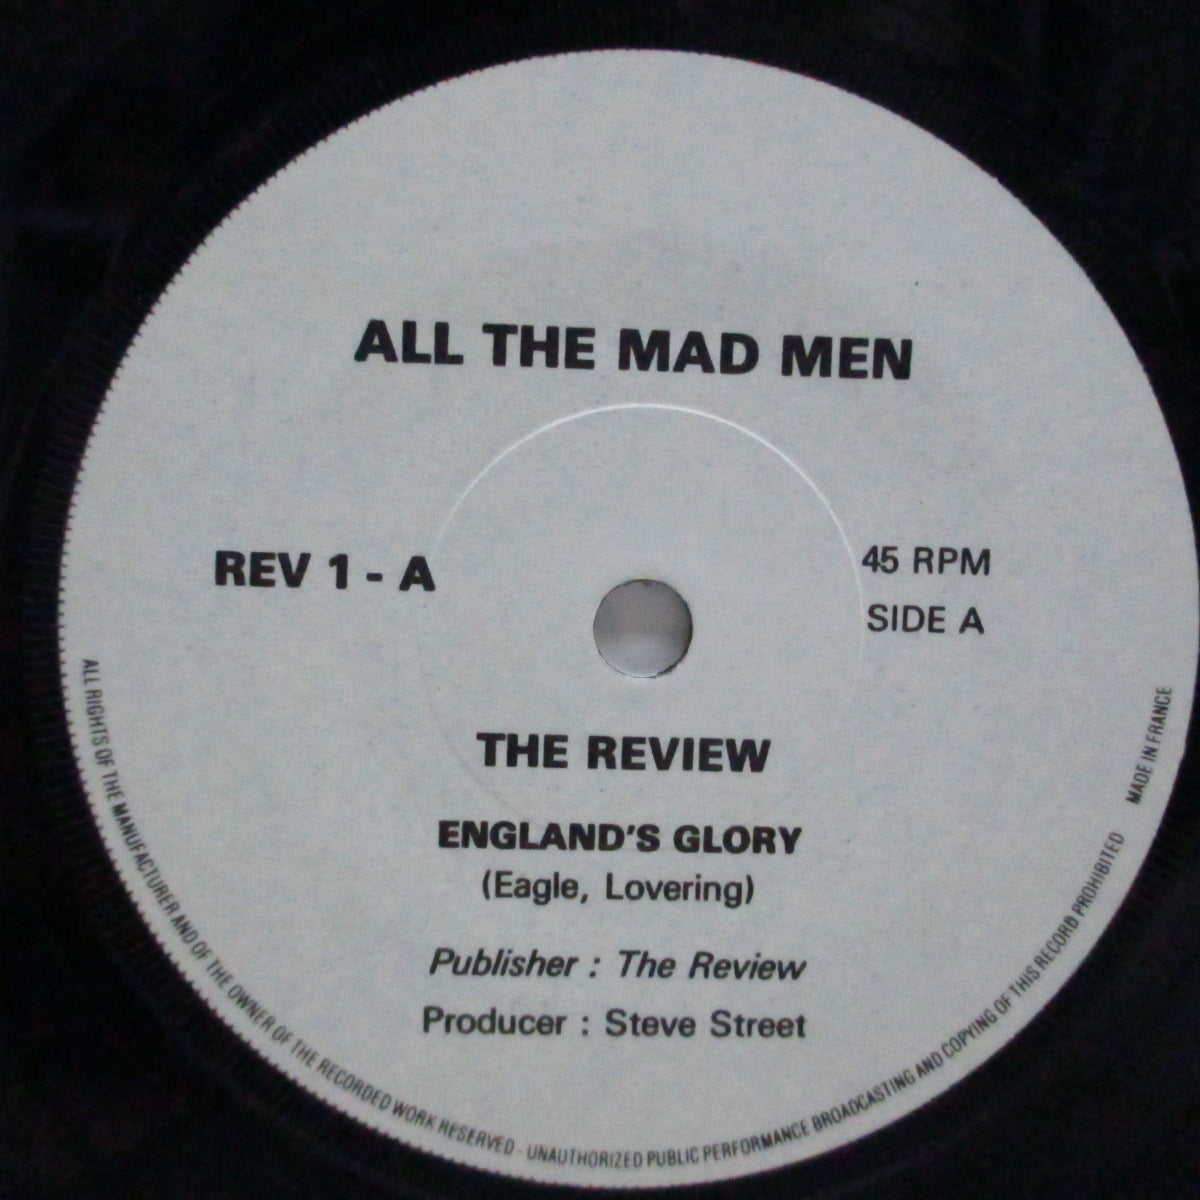 ALL THE MAD MEN
REV 1 - A
45 RPM
SIDE A
THE REVIEW
ENGLAND'S GLORY
(Eagle, Lovering)
Publisher : The Review
Producer : Steve Street
ALL RIGHTS OF THE MANUFACTURER AND OF THE OWNER OF THE RECORDED WORK RESERVED - UNAUTHORIZED PUBLIC PERFORMANCE BROADCASTING AND COPYING OF THIS RECORD PROHIBITED
MADE IN FRANCE